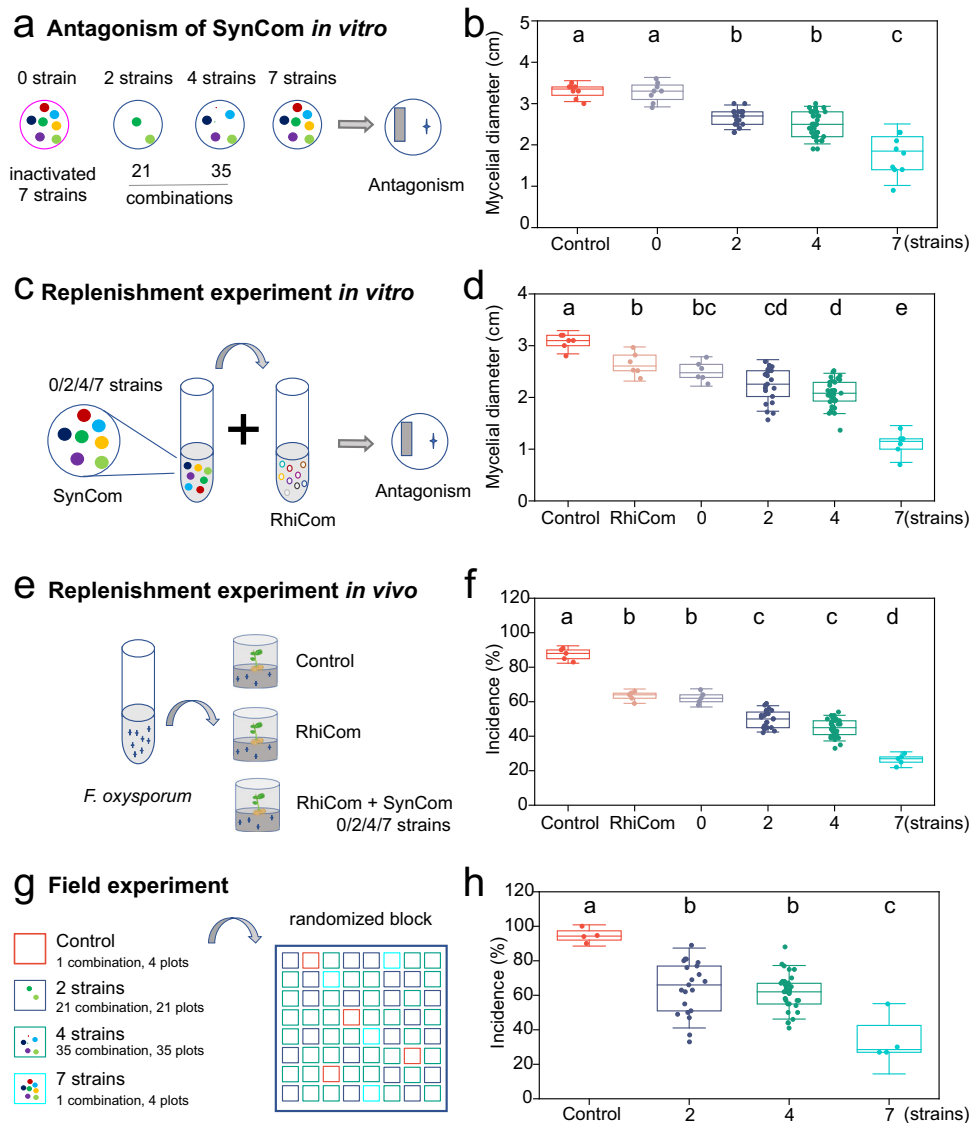 a Antagonism of SynCom in vitro
0 strain 2 strains 4 strains 7 strains
inactivated
7 strains
21 35
combinations
Antagonism
b
Mycelial diameter (cm)
5
4
3
2
1
0
a a b b c
Control 0 2 4 7 (strains)
c Replenishment experiment in vitro
0/2/4/7 strains
SynCom
+
RhiCom
Antagonism
d
Mycelial diameter (cm)
4
3
2
1
0
a b bc cd d e
Control RhiCom 0 2 4 7 (strains)
e Replenishment experiment in vivo
F. oxysporum
Control
RhiCom
RhiCom + SynCom
0/2/4/7 strains
f
Incidence (%)
120
100
80
60
40
20
0
a b b c c d
Control RhiCom 0 2 4 7 (strains)
g Field experiment
randomized block
Control
1 combination, 4 plots
2 strains
21 combination, 21 plots
4 strains
35 combination, 35 plots
7 strains
1 combination, 4 plots
h
Incidence (%)
120
100
80
60
40
20
0
a b b c
Control 2 4 7 (strains)